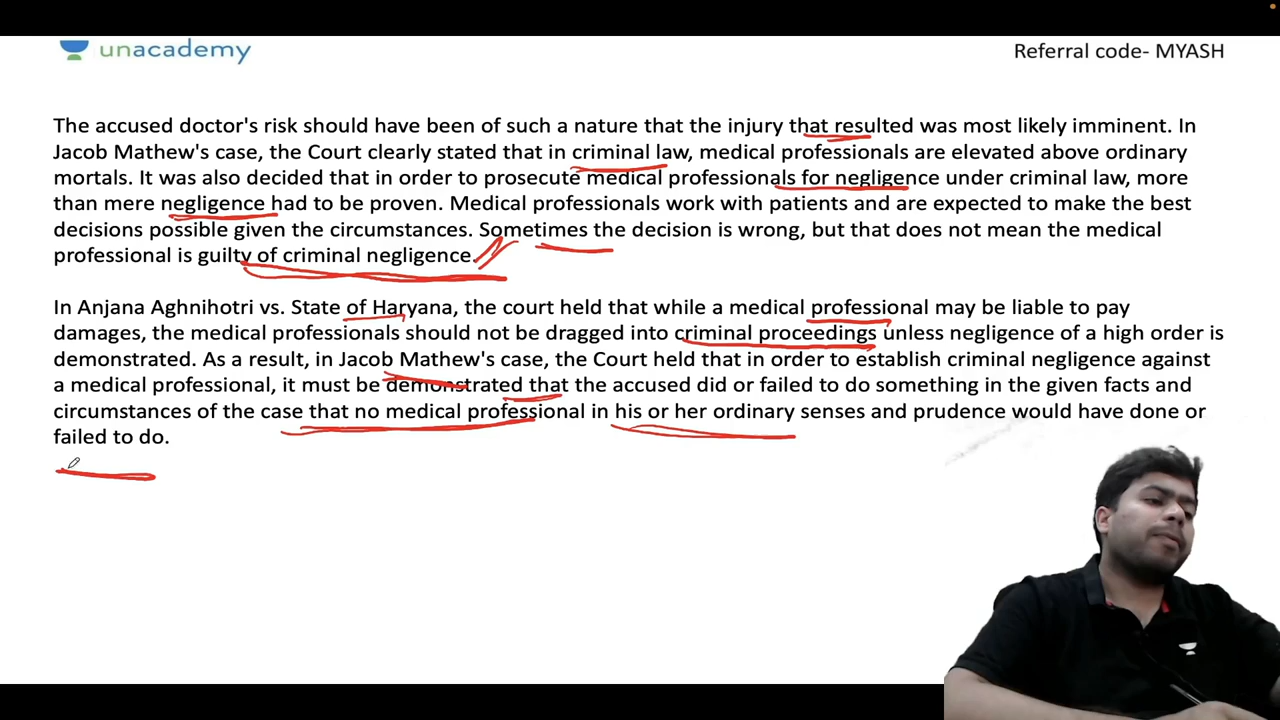 unacademy
Referral code- MYASH
The accused doctor's risk should have been of such a nature that the injury that resulted was most likely imminent. In
Jacob Mathew's case, the Court clearly stated that in criminal law, medical professionals are elevated above ordinary
mortals. It was also decided that in order to prosecute medical professionals for negligence under criminal law, more
than mere negligence had to be proven. Medical professionals work with patients and are expected to make the best
decisions possible given the circumstances. Sometimes the decision is wrong, but that does not mean the medical
professional is guilty of criminal negligence.
In Anjana Aghnihotri vs. State of Haryana, the court held that while a medical professional may be liable to pay
damages, the medical professionals should not be dragged into criminal proceedings unless negligence of a high order is
demonstrated. As a result, in Jacob Mathew's case, the Court held that in order to establish criminal negligence against
a medical professional, it must be demonstrated that the accused did or failed to do something in the given facts and
circumstances of the case that no medical professional in his or her ordinary senses and prudence would have done or
failed to do.